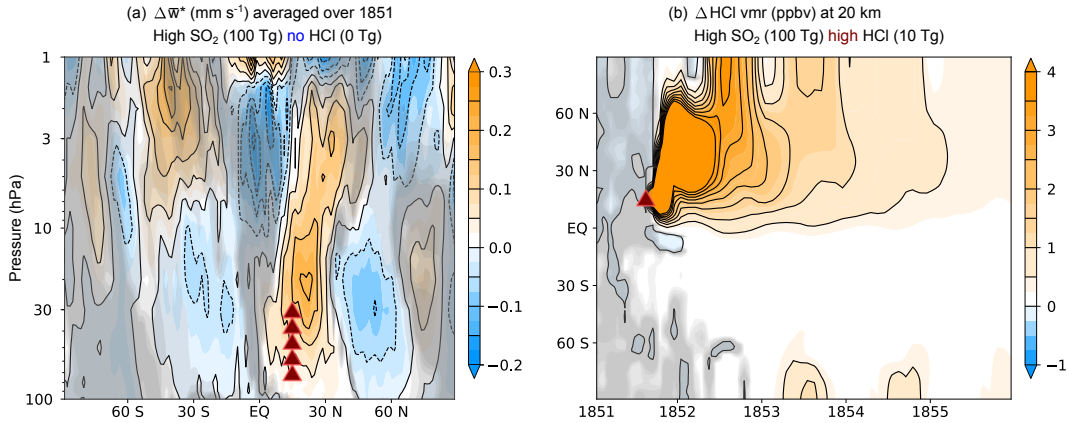 (a) Δw̅* (mm s⁻¹) averaged over 1851
High SO₂ (100 Tg) no HCl (0 Tg)
Pressure (hPa)
1
3
10
30
100
60 S
30 S
EQ
30 N
60 N
0.3
0.2
0.1
0.0
−0.1
−0.2
(b) ΔHCl vmr (ppbv) at 20 km
High SO₂ (100 Tg) high HCl (10 Tg)
60 N
30 N
EQ
30 S
60 S
1851
1852
1853
1854
1855
4
3
2
1
0
−1